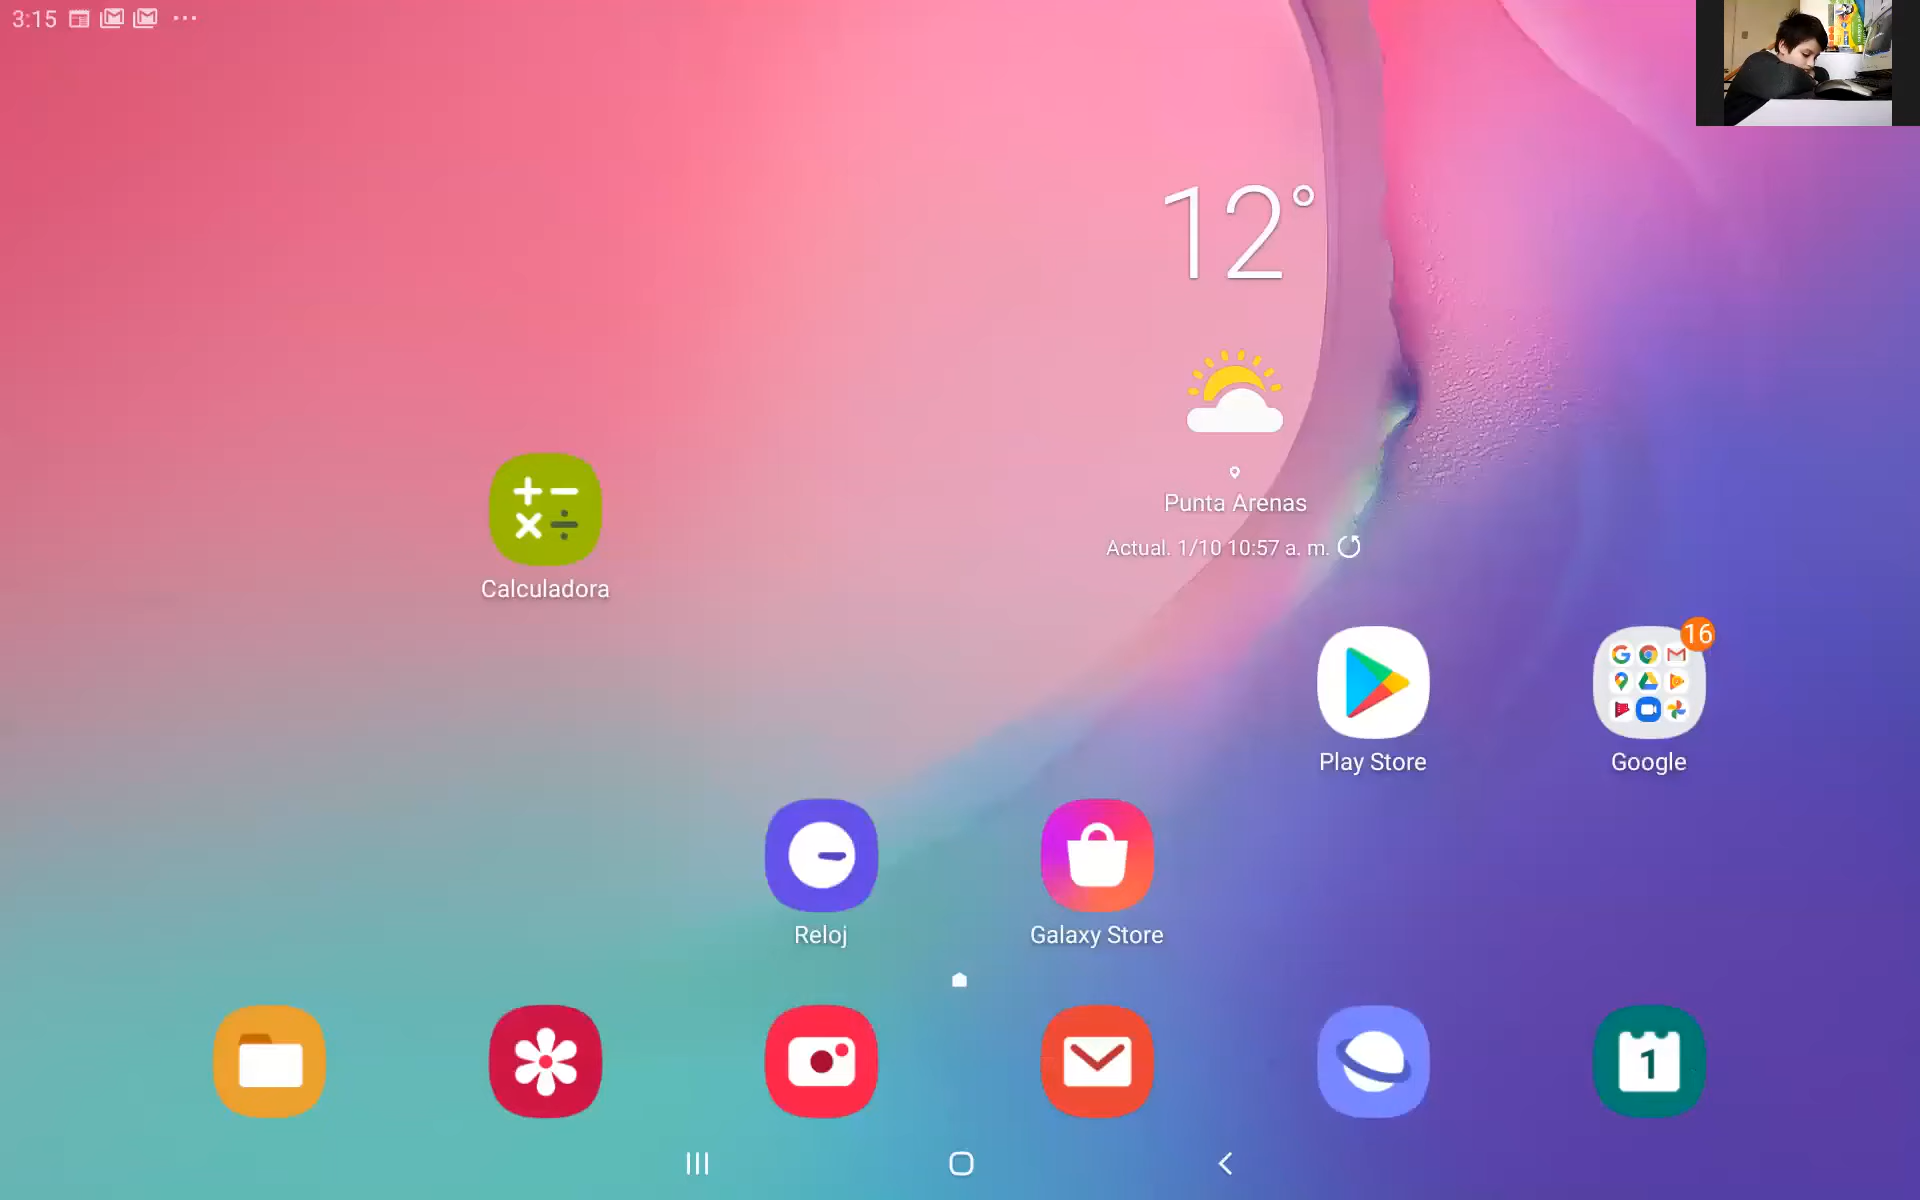 3:15
12°
Punta Arenas
Actual. 1/10 10:57 a. m.
Calculadora
16
Play Store
Google
Reloj
Galaxy Store
1